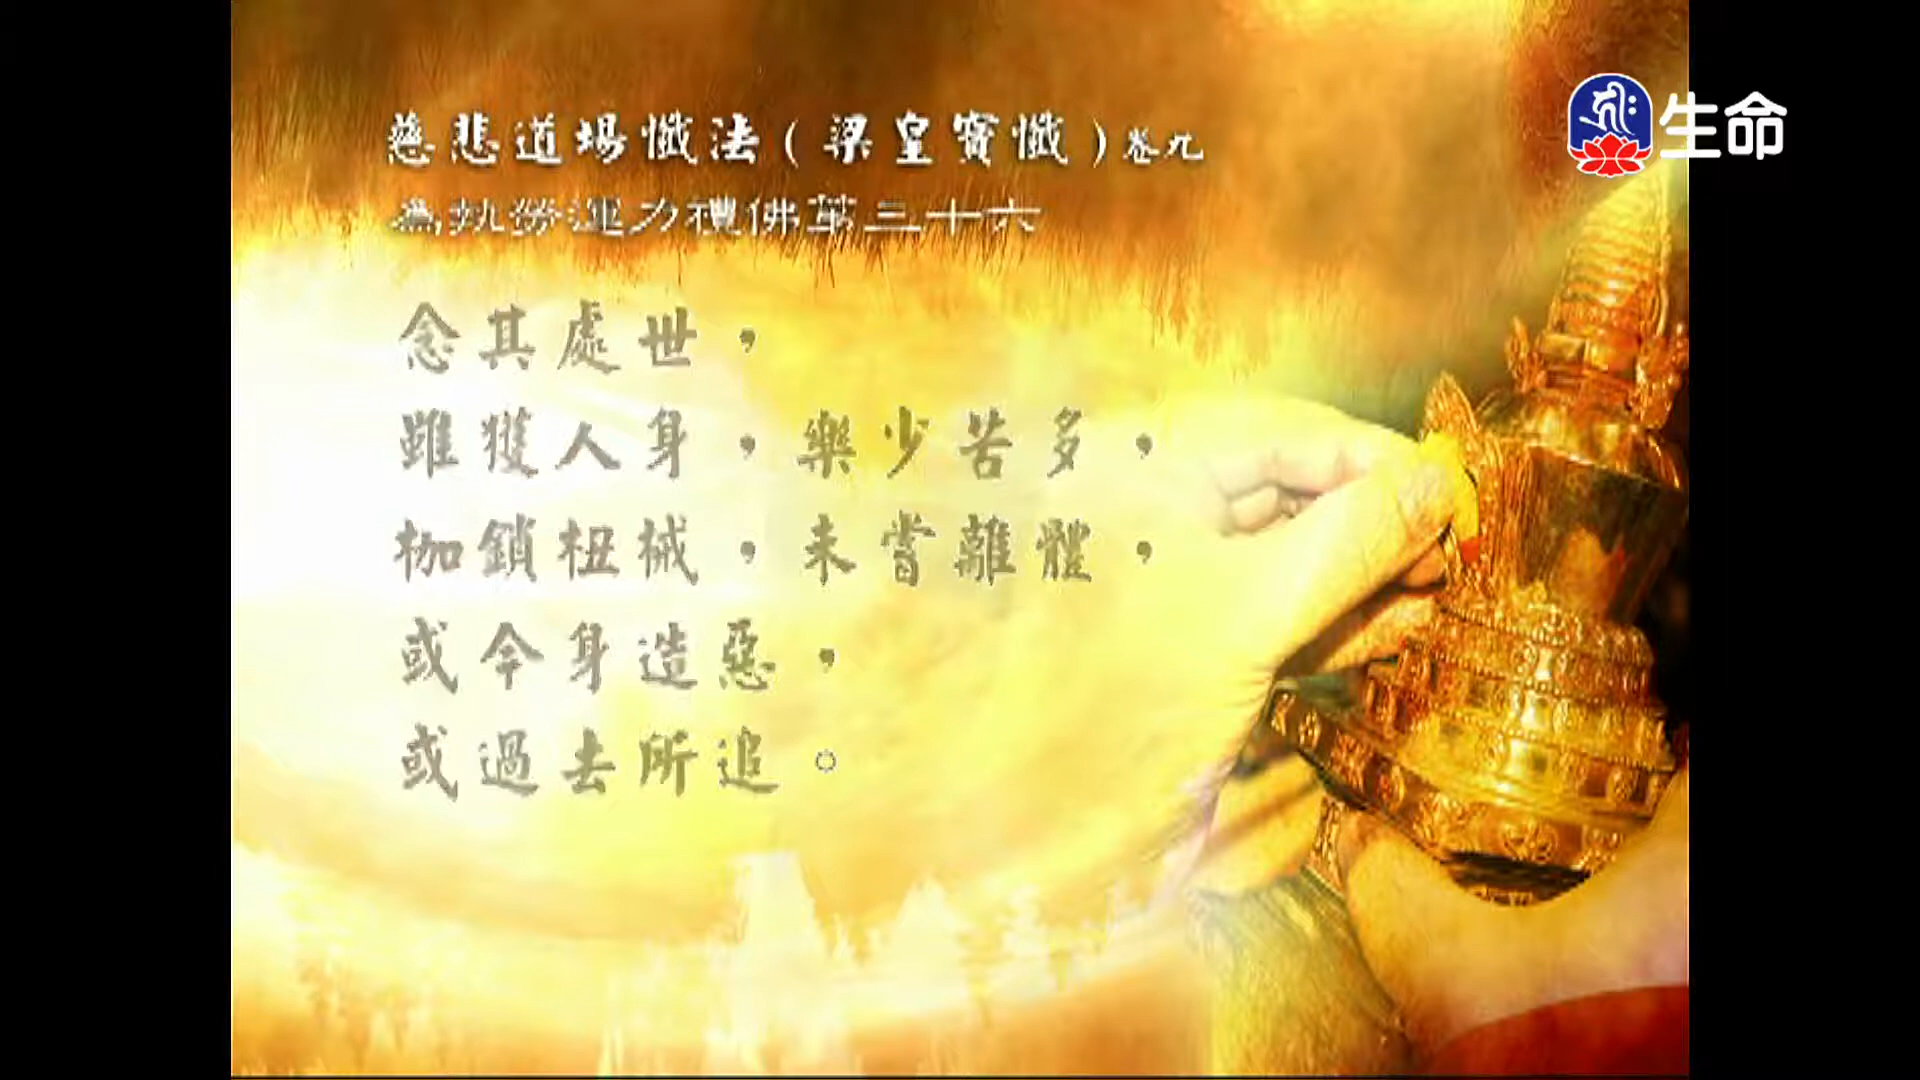 慈悲道場懺法(梁皇寶懺)卷九
為執勞運力禮佛第三十六
念其處世，
雖獲人身，樂少苦多，
枷鎖杻械，未嘗離體，
或今身造惡，
或過去所追。
生命